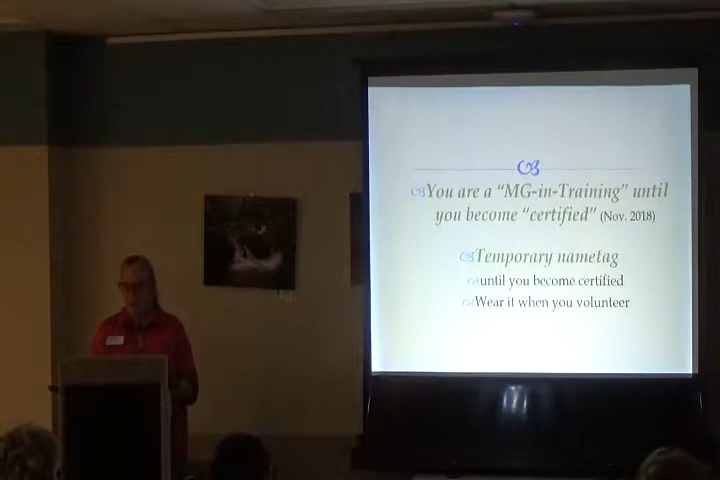 You are a “MG-in-Training” until
you become “certified” (Nov. 2018)
Temporary nametag
until you become certified
Wear it when you volunteer